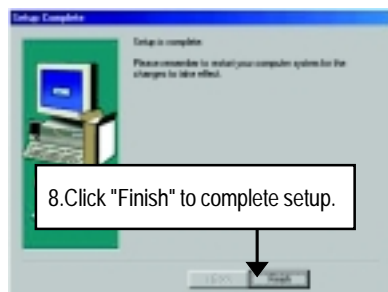 Setup Complete
Setup is complete.
Please remember to restart your computer system for the
changes to take effect.
8.Click "Finish" to complete setup.
Finish